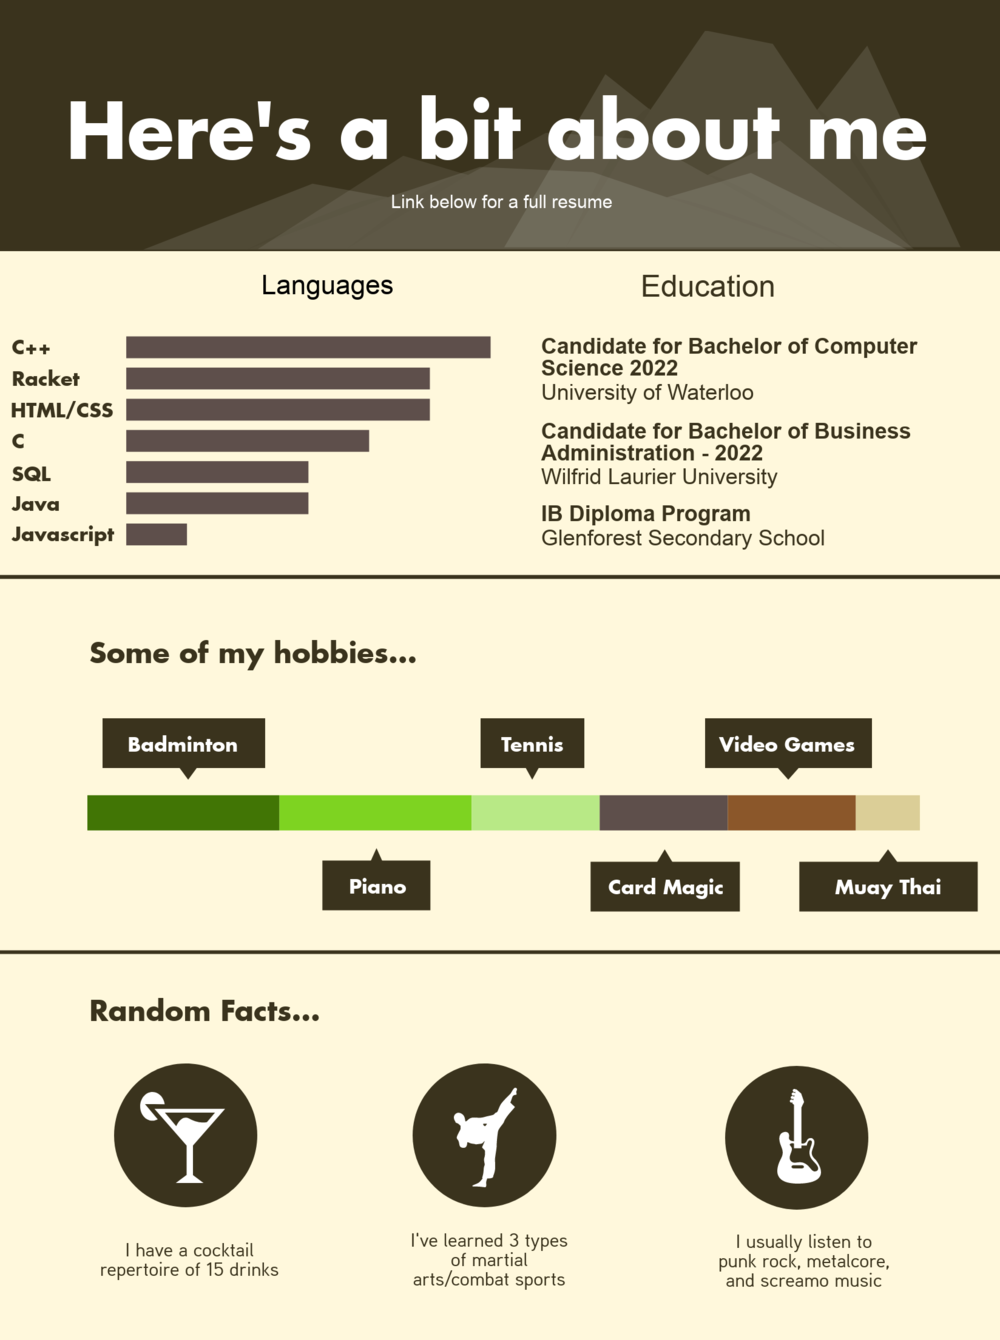 Here's a bit about me
Link below for a full resume
Languages
C++
Racket
HTML/CSS
C
SQL
Java
Javascript
Education
Candidate for Bachelor of Computer
Science 2022
University of Waterloo
Candidate for Bachelor of Business
Administration - 2022
Wilfrid Laurier University
IB Diploma Program
Glenforest Secondary School
Some of my hobbies...
Badminton
Tennis
Video Games
Piano
Card Magic
Muay Thai
Random Facts...
I have a cocktail
repertoire of 15 drinks
I've learned 3 types
of martial
arts/combat sports
I usually listen to
punk rock, metalcore,
and screamo music